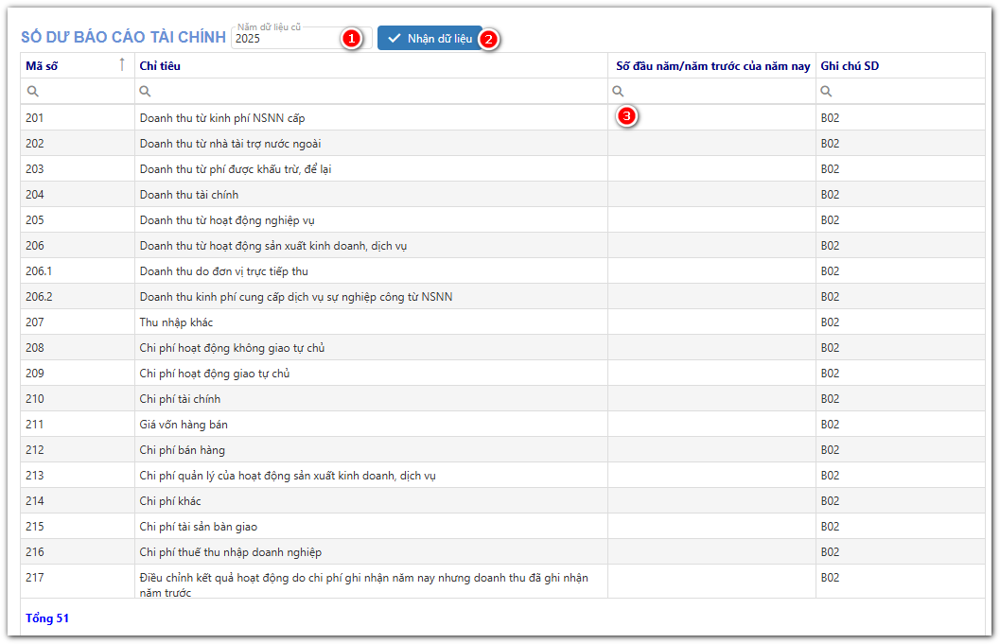 SỐ DƯ BÁO CÁO TÀI CHÍNH
Năm dữ liệu cũ
2025
1
Nhận dữ liệu
2
Mã số
Chỉ tiêu
Số đầu năm/năm trước của năm nay
Ghi chú SD
3
201 Doanh thu từ kinh phí NSNN cấp B02
202 Doanh thu từ nhà tài trợ nước ngoài B02
203 Doanh thu từ phí được khấu trừ, để lại B02
204 Doanh thu tài chính B02
205 Doanh thu từ hoạt động nghiệp vụ B02
206 Doanh thu từ hoạt động sản xuất kinh doanh, dịch vụ B02
206.1 Doanh thu do đơn vị trực tiếp thu B02
206.2 Doanh thu kinh phí cung cấp dịch vụ sự nghiệp công từ NSNN B02
207 Thu nhập khác B02
208 Chi phí hoạt động không giao tự chủ B02
209 Chi phí hoạt động giao tự chủ B02
210 Chi phí tài chính B02
211 Giá vốn hàng bán B02
212 Chi phí bán hàng B02
213 Chi phí quản lý của hoạt động sản xuất kinh doanh, dịch vụ B02
214 Chi phí khác B02
215 Chi phí tài sản bàn giao B02
216 Chi phí thuế thu nhập doanh nghiệp B02
217 Điều chỉnh kết quả hoạt động do chi phí ghi nhận năm nay nhưng doanh thu đã ghi nhận B02
năm trước
Tổng 51